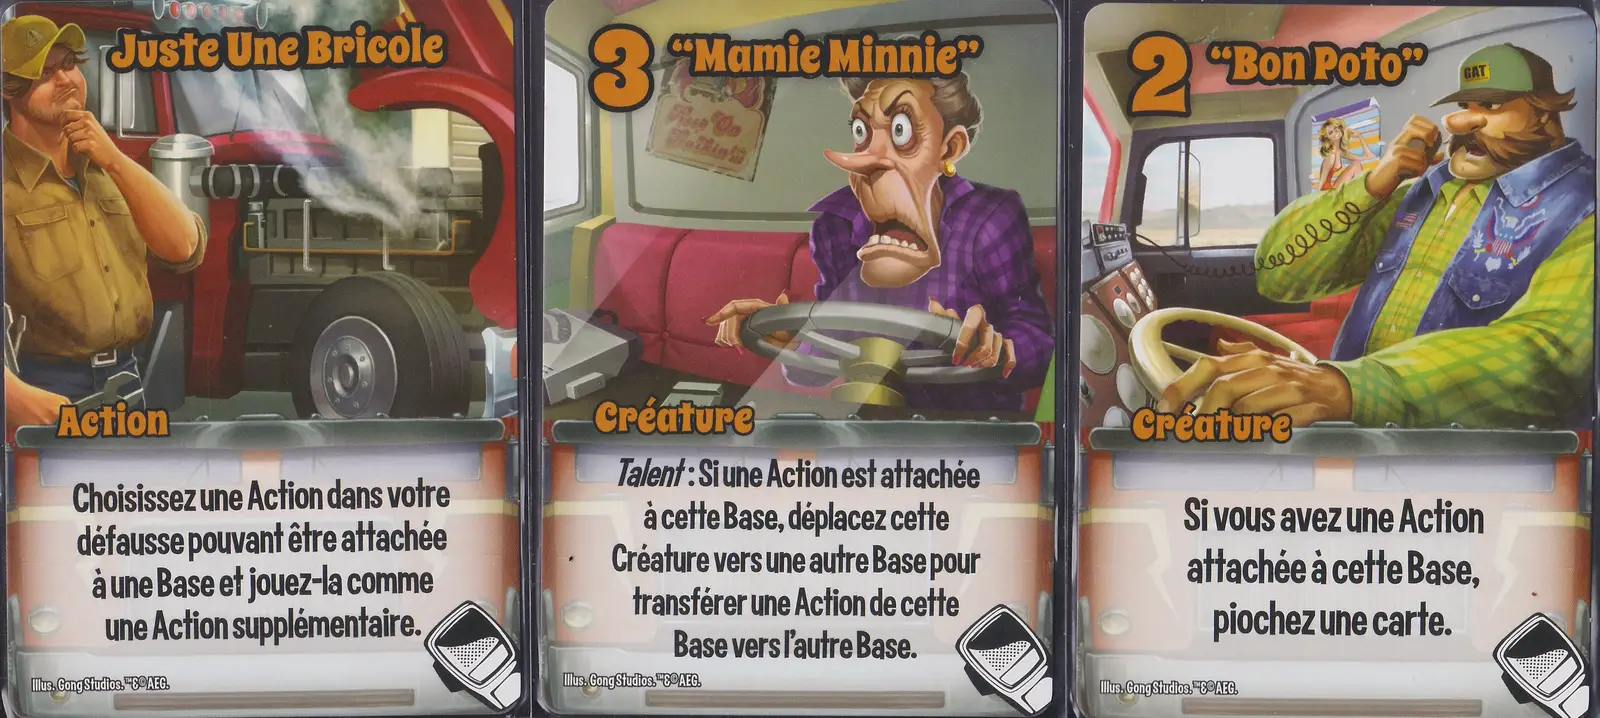 Juste Une Bricole
Action
Choisissez une Action dans votre
défausse pouvant être attachée
à une Base et jouez-la comme
une Action supplémentaire.
Illus. Gong Studios.™&©AEG.
3 “Mamie Minnie”
Keep On
Truckin'!!!
Créature
Talent : Si une Action est attachée
à cette Base, déplacez cette
Créature vers une autre Base pour
transférer une Action de cette
Base vers l’autre Base.
Illus. Gong Studios.™&©AEG.
2 “Bon Poto”
GAT
Créature
Si vous avez une Action
attachée à cette Base,
piochez une carte.
Illus. Gong Studios.™&©AEG.